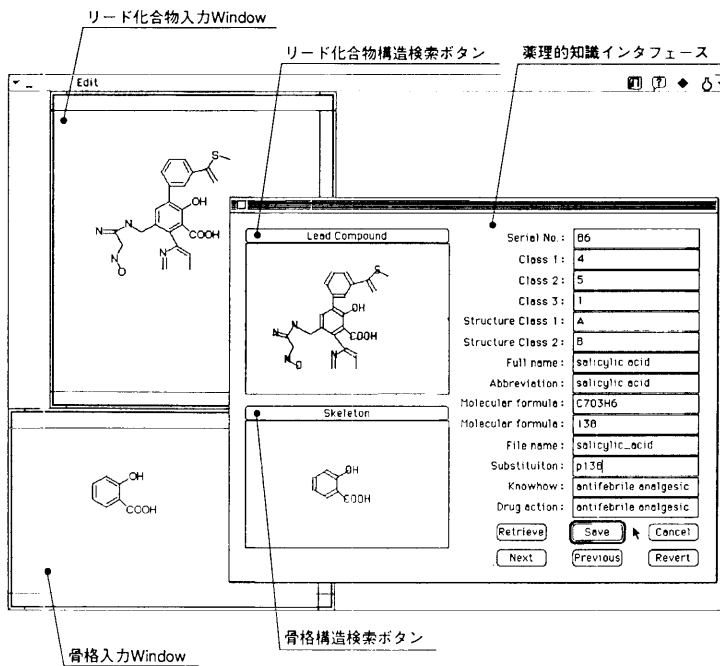 リード化合物入力Window
リード化合物構造検索ボタン
薬理的知識インタフェース
Edit
S
OH
COOH
N
N
N
O
N
OH
COOH
Lead Compound
S
OH
COOH
N
N
N
O
N
Skeleton
OH
COOH
Serial No.: 86
Class 1: 4
Class 2: 5
Class 3: 1
Structure Class 1: A
Structure Class 2: B
Full name: salicylic acid
Abbreviation: salicylic acid
Molecular formula: C7O3H6
Molecular formula: 138
File name: salicylic_acid
Substituiton: p138
Knowhow: antifebrile analgesic
Drug action: antifebrile analgesic
Retrieve Save Cancel
Next Previous Revert
骨格構造検索ボタン
骨格入力Window